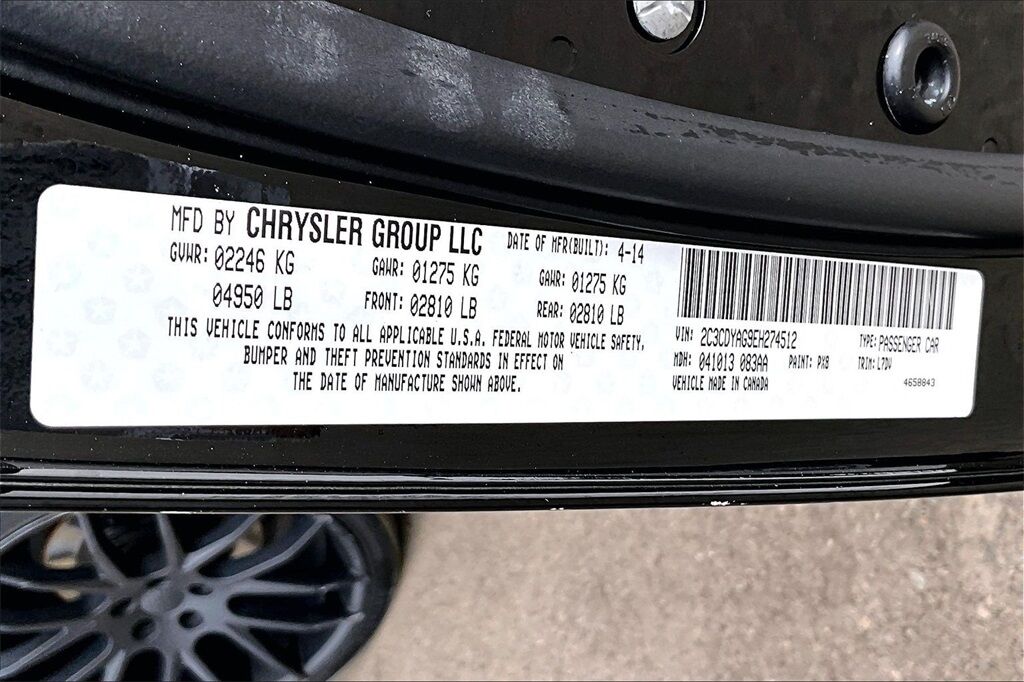 MFD BY CHRYSLER GROUP LLC DATE OF MFR(BUILT): 4-14
GVWR: 02246 KG GAWR: 01275 KG GAWR: 01275 KG
04950 LB FRONT: 02810 LB REAR: 02810 LB
THIS VEHICLE CONFORMS TO ALL APPLICABLE U.S.A. FEDERAL MOTOR VEHICLE SAFETY,
BUMPER AND THEFT PREVENTION STANDARDS IN EFFECT ON
THE DATE OF MANUFACTURE SHOWN ABOVE.
VIN: 2C3CDYAG9EH274512 TYPE: PASSENGER CAR
MDH: 041013 083AA PAINT: PX8 TRIM: L7DV
VEHICLE MADE IN CANADA 4658843